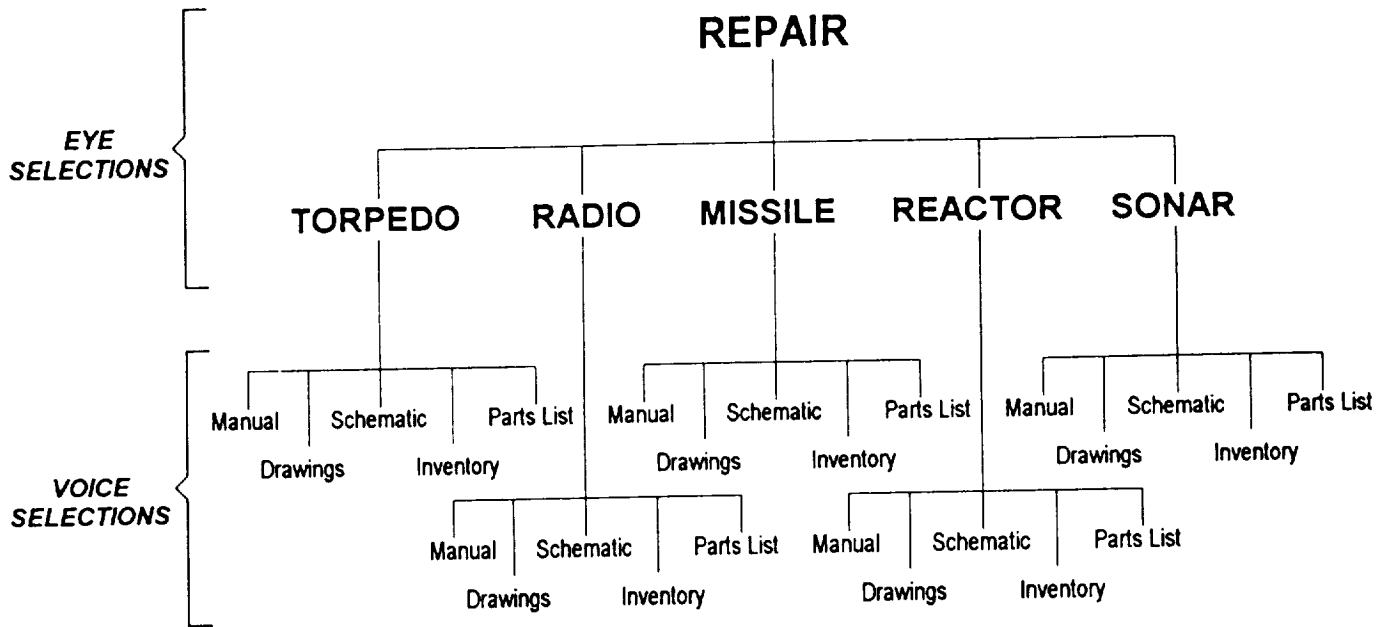 REPAIR
EYE
SELECTIONS
TORPEDO RADIO MISSILE REACTOR SONAR
Manual Schematic Parts List Manual Schematic Parts List Manual Schematic Parts List
Drawings Inventory Drawings Inventory Drawings Inventory
VOICE
SELECTIONS
Manual Schematic Parts List Manual Schematic Parts List
Drawings Inventory Drawings Inventory